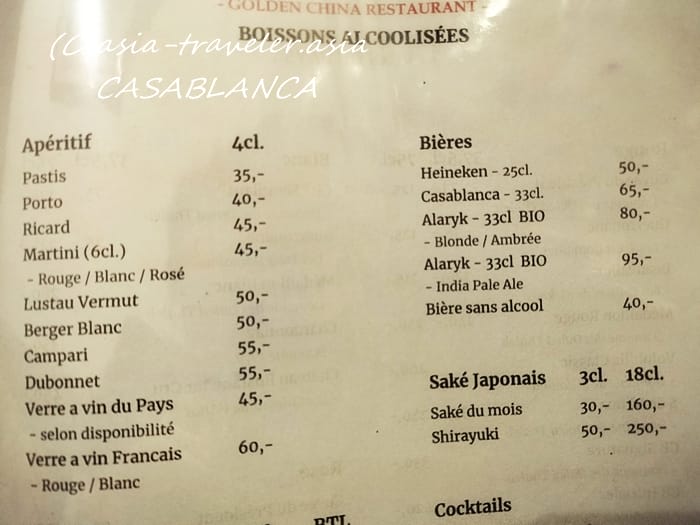 - GOLDEN CHINA RESTAURANT -
BOISSONS ALCOOLISÉES
(C)asia-traveler.asia
CASABLANCA
Apéritif 4cl.
Pastis 35,-
Porto 40,-
Ricard 45,-
Martini (6cl.) 45,-
- Rouge / Blanc / Rosé
Lustau Vermut 50,-
Berger Blanc 50,-
Campari 55,-
Dubonnet 55,-
Verre a vin du Pays 45,-
- selon disponibilité
Verre a vin Francais 60,-
- Rouge / Blanc
BTL
Bières
Heineken - 25cl. 50,-
Casablanca - 33cl. 65,-
Alaryk - 33cl BIO 80,-
- Blonde / Ambrée
Alaryk - 33cl BIO 95,-
- India Pale Ale
Bière sans alcool 40,-
Saké Japonais 3cl. 18cl.
Saké du mois 30,- 160,-
Shirayuki 50,- 250,-
Cocktails